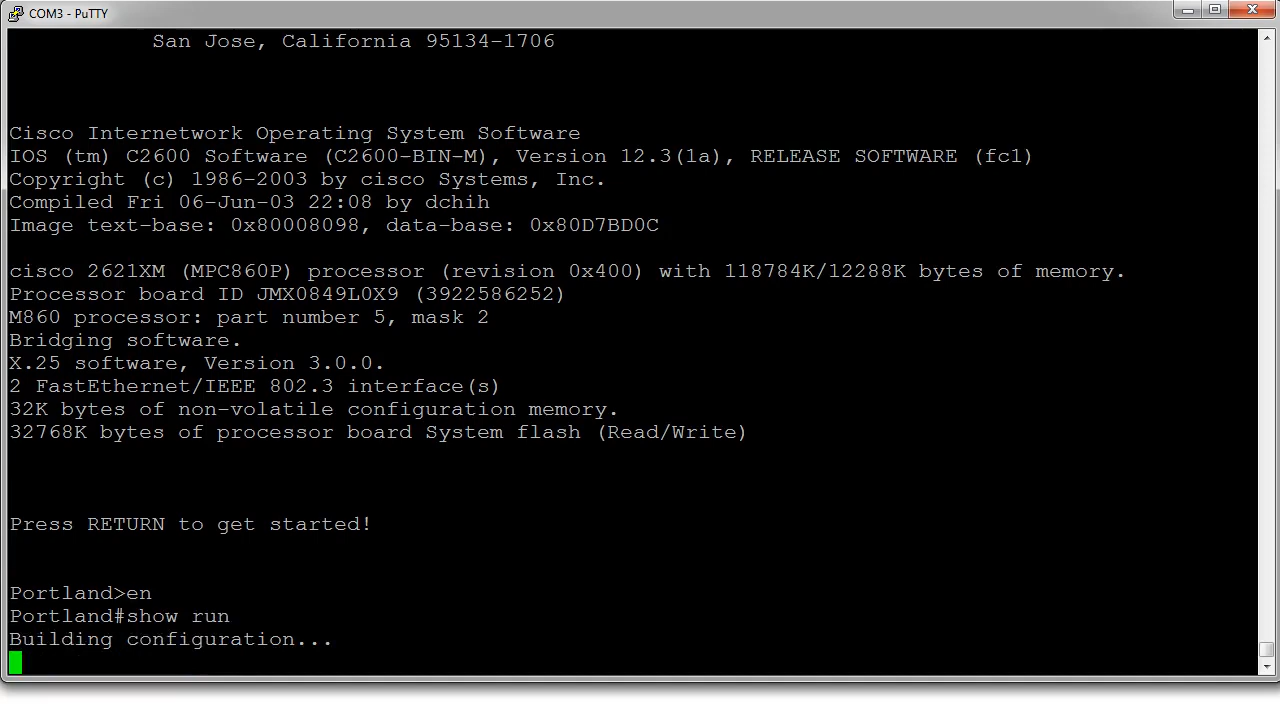 COM3 - PuTTY
San Jose, California 95134-1706
Cisco Internetwork Operating System Software
IOS (tm) C2600 Software (C2600-BIN-M), Version 12.3(1a), RELEASE SOFTWARE (fc1)
Copyright (c) 1986-2003 by cisco Systems, Inc.
Compiled Fri 06-Jun-03 22:08 by dchih
Image text-base: 0x80008098, data-base: 0x80D7BD0C
cisco 2621XM (MPC860P) processor (revision 0x400) with 118784K/12288K bytes of memory.
Processor board ID JMX0849L0X9 (3922586252)
M860 processor: part number 5, mask 2
Bridging software.
X.25 software, Version 3.0.0.
2 FastEthernet/IEEE 802.3 interface(s)
32K bytes of non-volatile configuration memory.
32768K bytes of processor board System flash (Read/Write)
Press RETURN to get started!
Portland>en
Portland#show run
Building configuration...